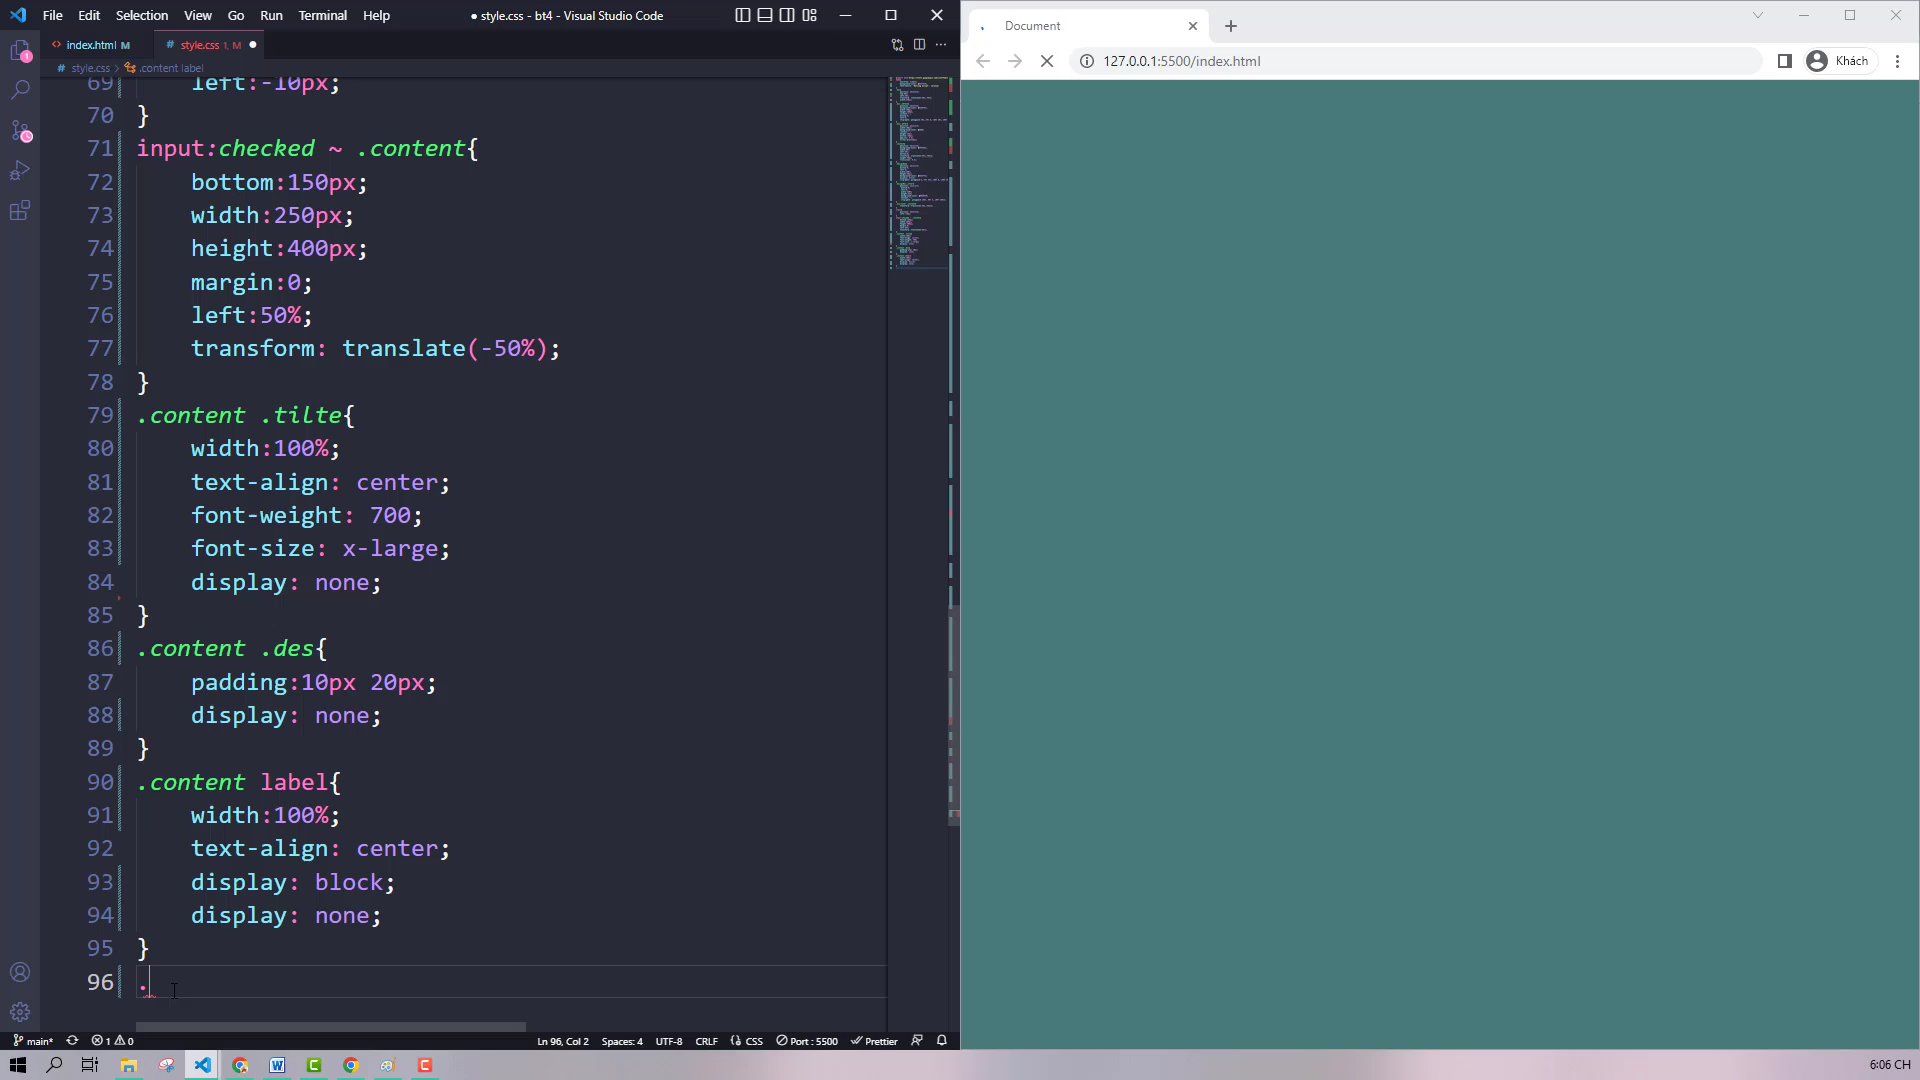 File Edit Selection View Go Run Terminal Help
● style.css - bt4 - Visual Studio Code
Document
index.html M
# style.css 1, M ●
127.0.0.1:5500/index.html
Khách
# style.css > .content label
69 left:-10px;
70 }
71 input:checked ~ .content{
72 bottom:150px;
73 width:250px;
74 height:400px;
75 margin:0;
76 left:50%;
77 transform: translate(-50%);
78 }
79 .content .tilte{
80 width:100%;
81 text-align: center;
82 font-weight: 700;
83 font-size: x-large;
84 display: none;
85 }
86 .content .des{
87 padding:10px 20px;
88 display: none;
89 }
90 .content label{
91 width:100%;
92 text-align: center;
93 display: block;
94 display: none;
95 }
96 .
main* 1 0 Ln 96, Col 2 Spaces: 4 UTF-8 CRLF CSS Port : 5500 Prettier
6:06 CH